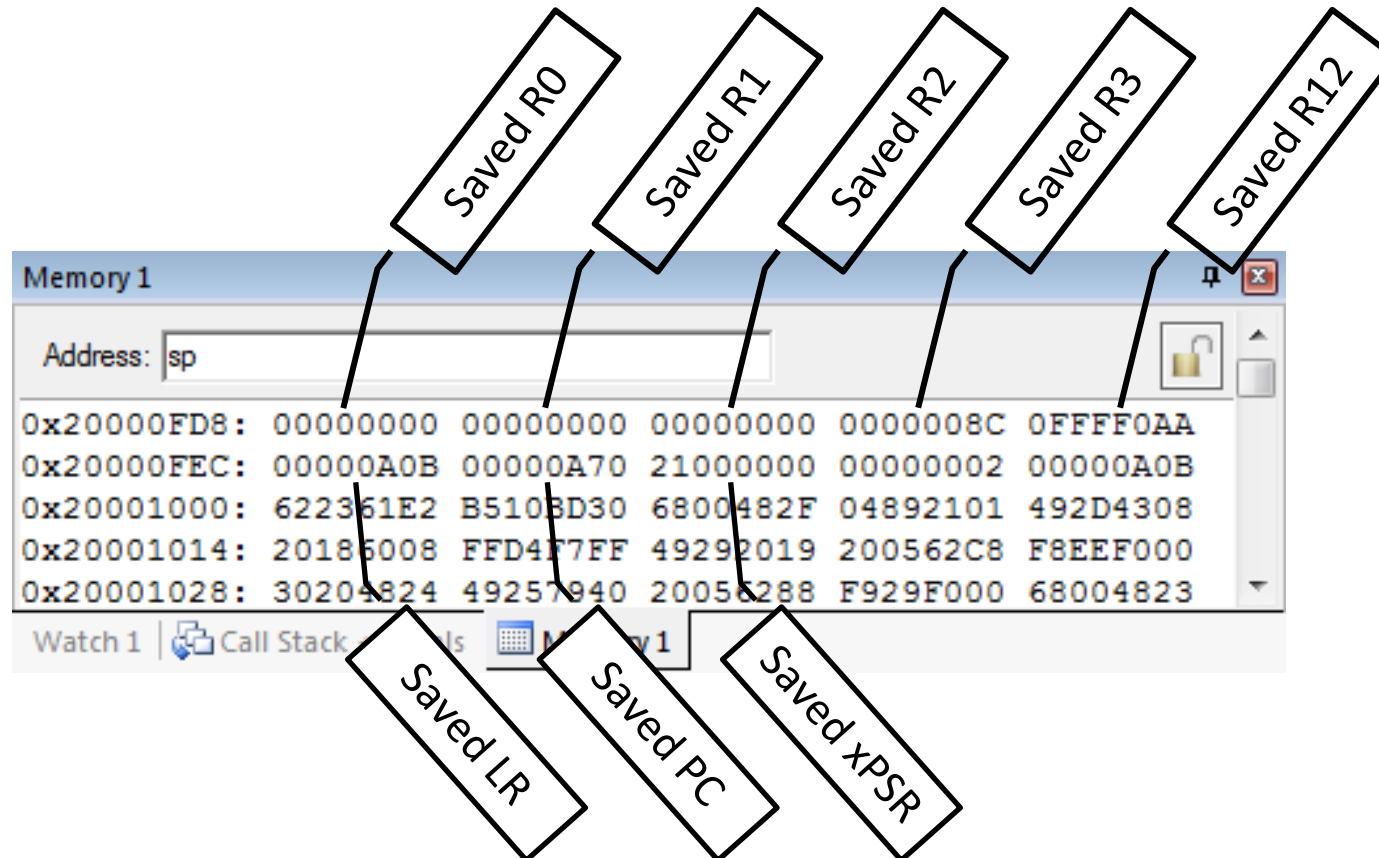 Saved R0
Saved R1
Saved R2
Saved R3
Saved R12
Memory 1
Address: sp
0x20000FD8: 00000000 00000000 00000000 0000008C 0FFFF0AA
0x20000FEC: 00000A0B 00000A70 21000000 00000002 00000A0B
0x20001000: 622361E2 B510BD30 6800482F 04892101 492D4308
0x20001014: 20186008 FFD4F7FF 49292019 200562C8 F8EEF000
0x20001028: 30204824 49257940 20056288 F929F000 68004823
Watch 1 Call Stack 1
Saved LR
Saved PC
Saved xPSR